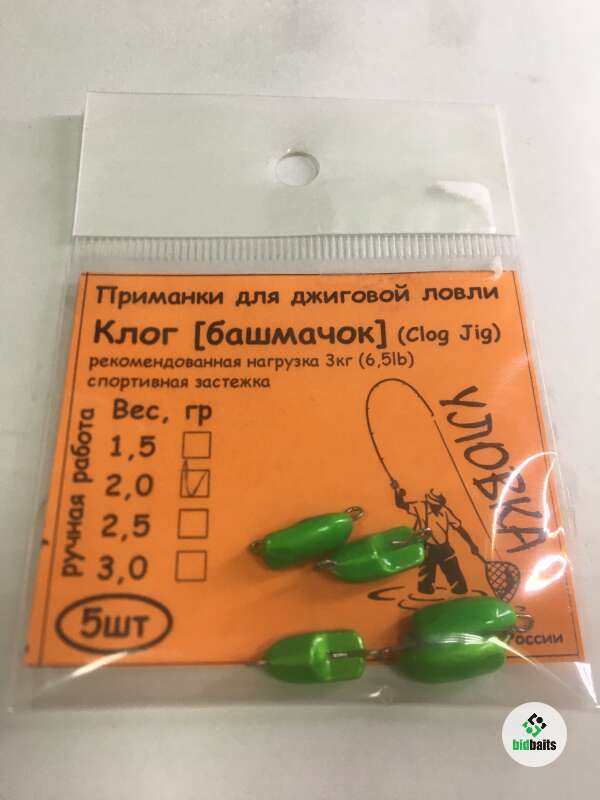 Приманки для джиговой ловли
Клог [башмачок] (Clog Jig)
рекомендованная нагрузка 3кг (6,5lb)
спортивная застежка
ручная работа
Вес, гр
1,5
2,0
2,5
3,0
5шт
УЛОВКА
bidbaits